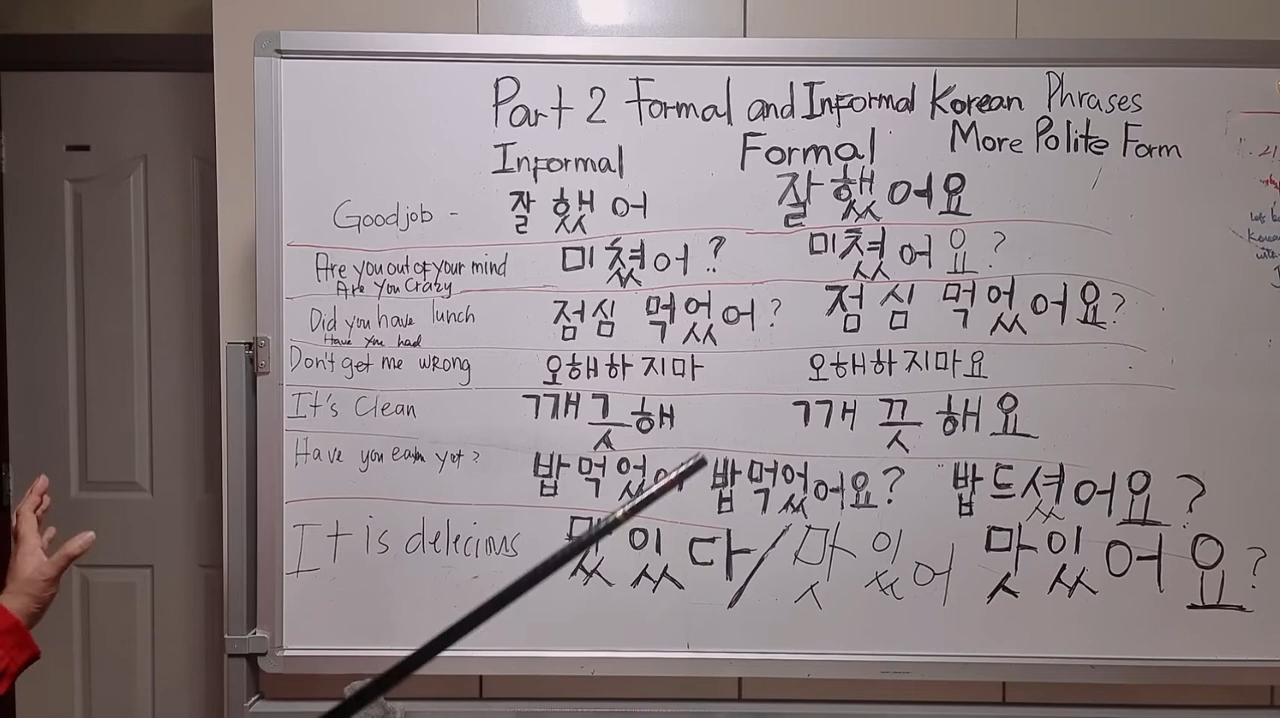 Part 2 Formal and Informal Korean Phrases
Informal Formal More Polite Form
Good job - 잘 했어 잘했어요
Are you out of your mind 미쳤어? 미쳤어요?
Are You Crazy
Did you have lunch 점심 먹었어? 점심 먹었어요?
Have you had
Don't get me wrong 오해하지마 오해하지마요
It's Clean 깨끗해 깨끗해요
Have you eaten yet? 밥먹었어 밥먹었어요? 밥드셨어요?
It is delecious 맜있다/맛있어 맛있어요?